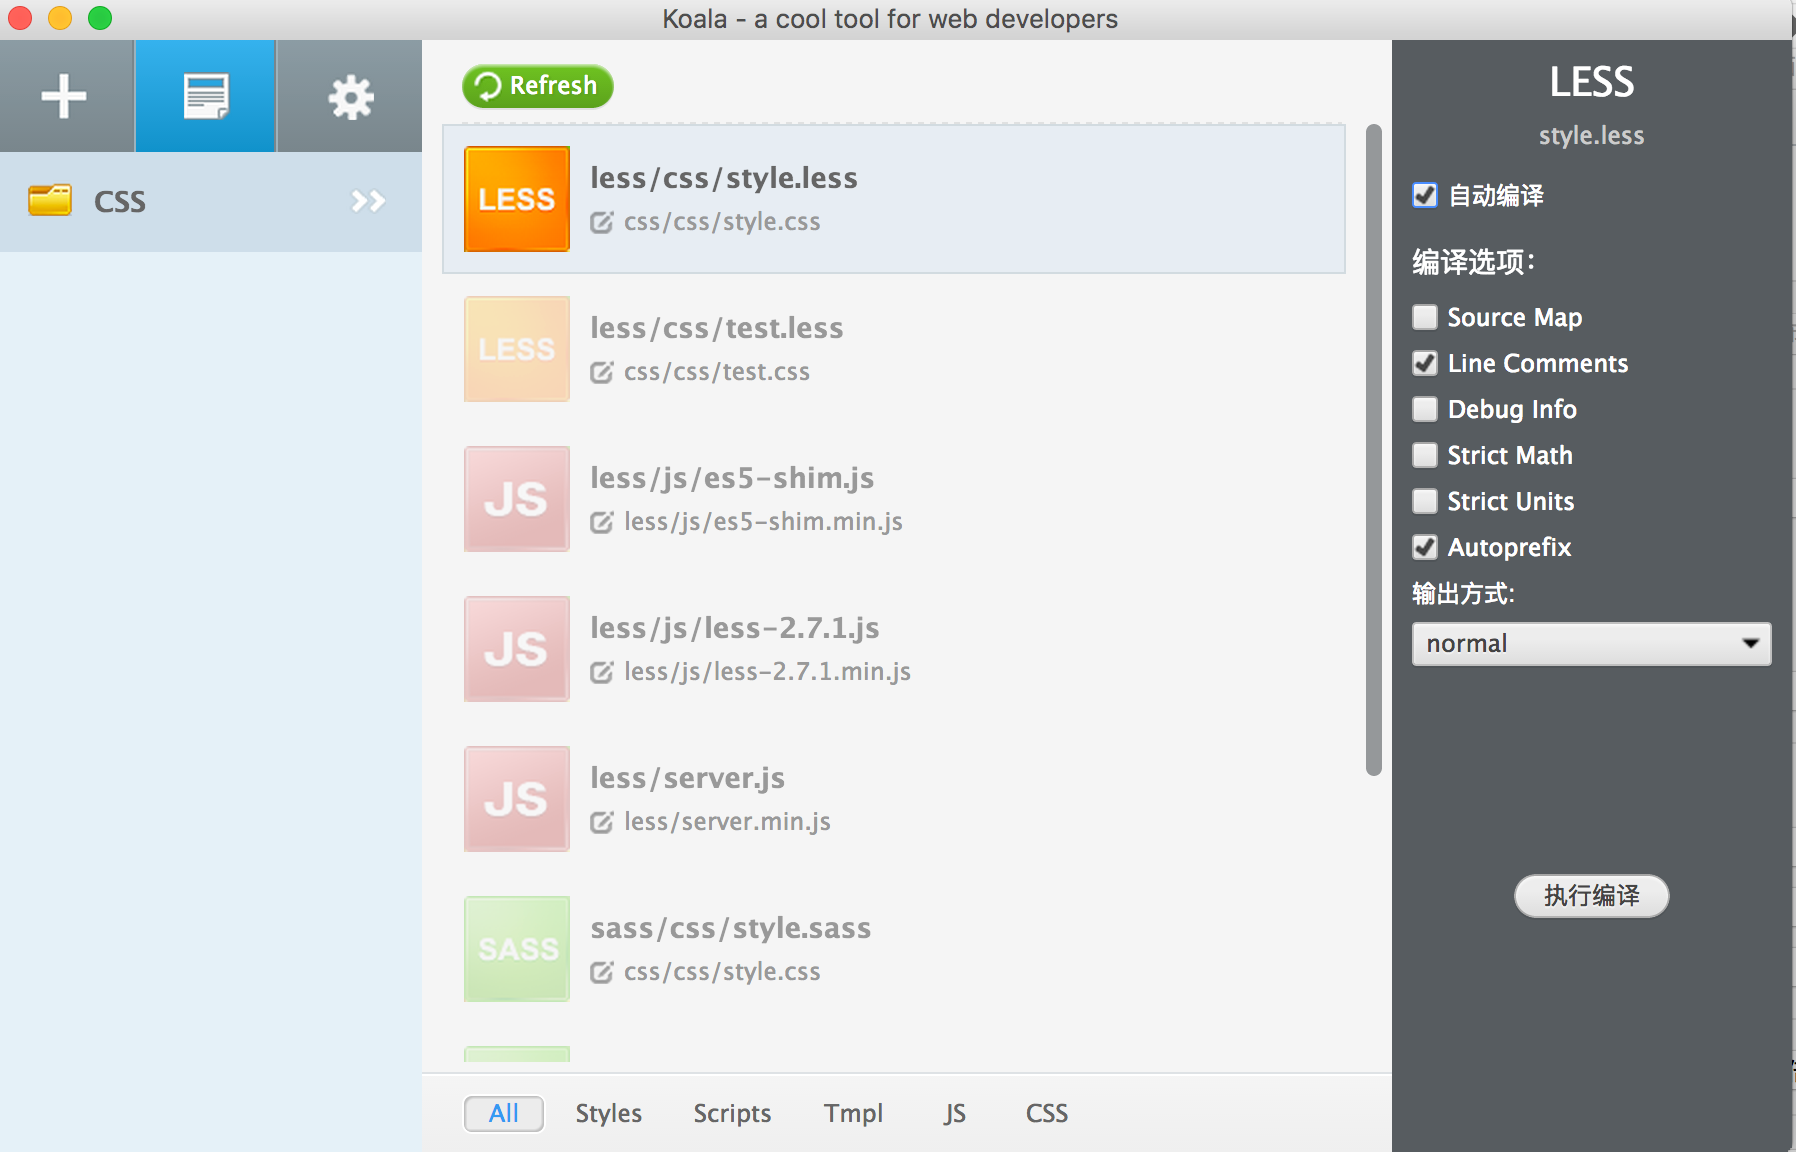 Koala - a cool tool for web developers
CSS
Refresh
LESS
less/css/style.less
css/css/style.css
LESS
less/css/test.less
css/css/test.css
JS
less/js/es5-shim.js
less/js/es5-shim.min.js
JS
less/js/less-2.7.1.js
less/js/less-2.7.1.min.js
JS
less/server.js
less/server.min.js
SASS
sass/css/style.sass
css/css/style.css
All Styles Scripts Tmpl JS CSS
LESS
style.less
自动编译
编译选项：
Source Map
Line Comments
Debug Info
Strict Math
Strict Units
Autoprefix
输出方式:
normal
执行编译